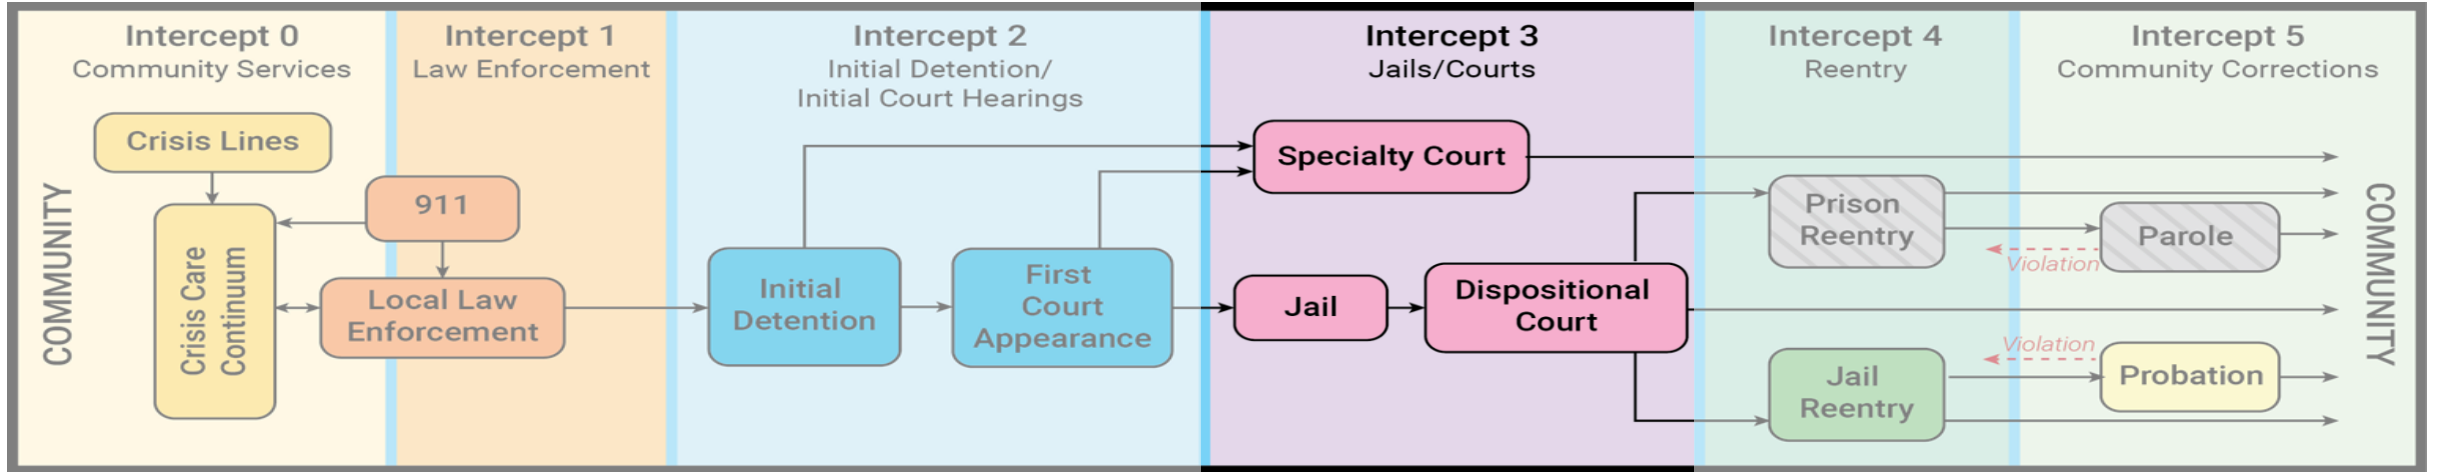 Intercept 0
Community Services
Intercept 1
Law Enforcement
Intercept 2
Initial Detention/
Initial Court Hearings
Intercept 3
Jails/Courts
Intercept 4
Reentry
Intercept 5
Community Corrections
COMMUNITY
Crisis Lines
Crisis Care
Continuum
911
Local Law
Enforcement
Initial
Detention
First
Court
Appearance
Specialty Court
Jail
Dispositional
Court
Prison
Reentry
Violation
Parole
Jail
Reentry
Violation
Probation
COMMUNITY